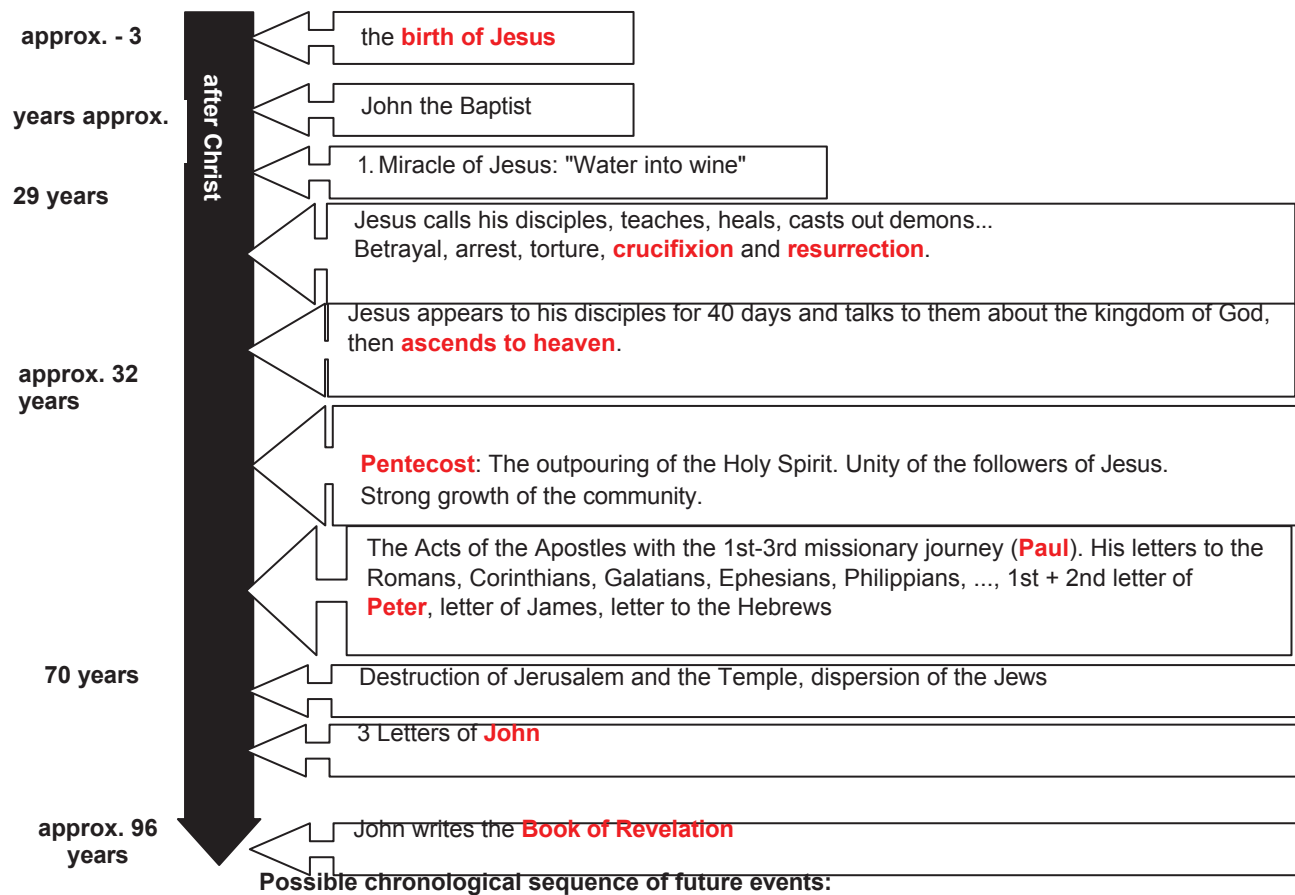 approx. - 3
the birth of Jesus
after Christ
years approx.
John the Baptist
1. Miracle of Jesus: "Water into wine"
29 years
Jesus calls his disciples, teaches, heals, casts out demons...
Betrayal, arrest, torture, crucifixion and resurrection.
Jesus appears to his disciples for 40 days and talks to them about the kingdom of God,
then ascends to heaven.
approx. 32
years
Pentecost: The outpouring of the Holy Spirit. Unity of the followers of Jesus.
Strong growth of the community.
The Acts of the Apostles with the 1st-3rd missionary journey (Paul). His letters to the
Romans, Corinthians, Galatians, Ephesians, Philippians, ..., 1st + 2nd letter of
Peter, letter of James, letter to the Hebrews
70 years
Destruction of Jerusalem and the Temple, dispersion of the Jews
3 Letters of John
approx. 96
years
John writes the Book of Revelation
Possible chronological sequence of future events: